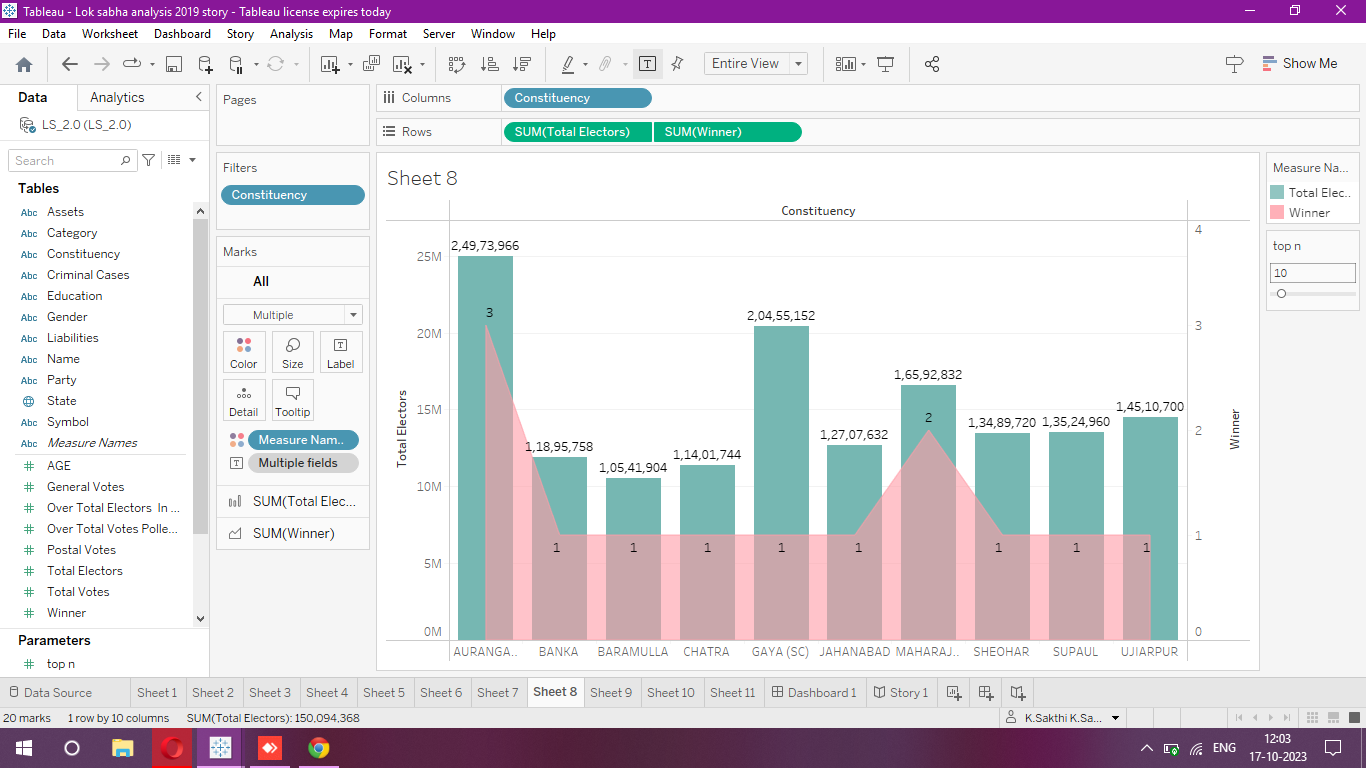 Tableau - Lok sabha analysis 2019 story - Tableau license expires today
File Data Worksheet Dashboard Story Analysis Map Format Server Window Help
Entire View
Show Me
Data Analytics
LS_2.0 (LS_2.0)
Search
Tables
Abc Assets
Abc Category
Abc Constituency
Abc Criminal Cases
Abc Education
Abc Gender
Abc Liabilities
Abc Name
Abc Party
State
Abc Symbol
Abc Measure Names
# AGE
# General Votes
# Over Total Electors In ...
# Over Total Votes Polle...
# Postal Votes
# Total Electors
# Total Votes
# Winner
Parameters
# top n
Pages
Filters
Constituency
Marks
All
Multiple
Color Size Label
Detail Tooltip
Measure Nam..
Multiple fields
SUM(Total Elec...
SUM(Winner)
Columns Constituency
Rows SUM(Total Electors) SUM(Winner)
Sheet 8
Constituency
Total Electors
25M
20M
15M
10M
5M
0M
2,49,73,966
1,18,95,758
1,05,41,904
1,14,01,744
2,04,55,152
1,27,07,632
1,65,92,832
1,34,89,720
1,35,24,960
1,45,10,700
3 1 1 1 1 1 2 1 1 1
AURANGA.. BANKA BARAMULLA CHATRA GAYA (SC) JAHANABAD MAHARAJ.. SHEOHAR SUPAUL UJIARPUR
4
3
2
1
0
Winner
Measure Na...
Total Elec..
Winner
top n
10
Data Source Sheet 1 Sheet 2 Sheet 3 Sheet 4 Sheet 5 Sheet 6 Sheet 7 Sheet 8 Sheet 9 Sheet 10 Sheet 11 Dashboard 1 Story 1
20 marks 1 row by 10 columns SUM(Total Electors): 150,094,368
K.Sakthi K.Sa...
ENG
12:03
17-10-2023